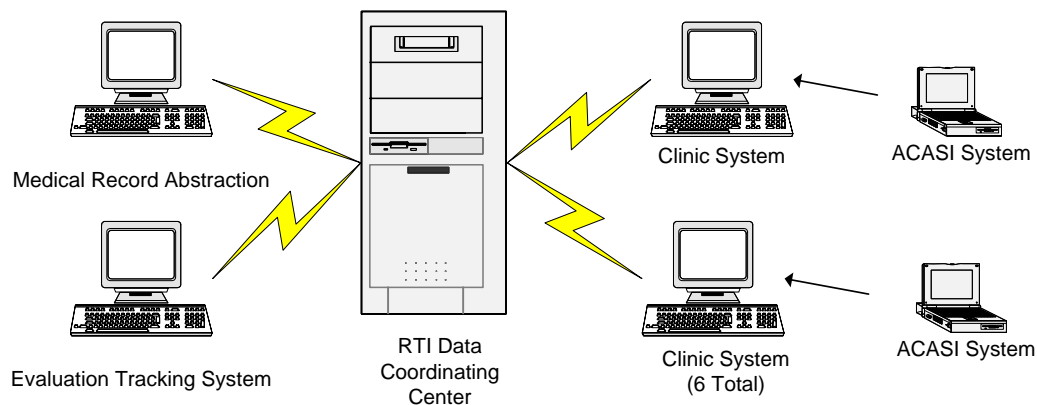 Medical Record Abstraction
Clinic System
ACASI System
Evaluation Tracking System
RTI Data
Coordinating
Center
Clinic System
(6 Total)
ACASI System